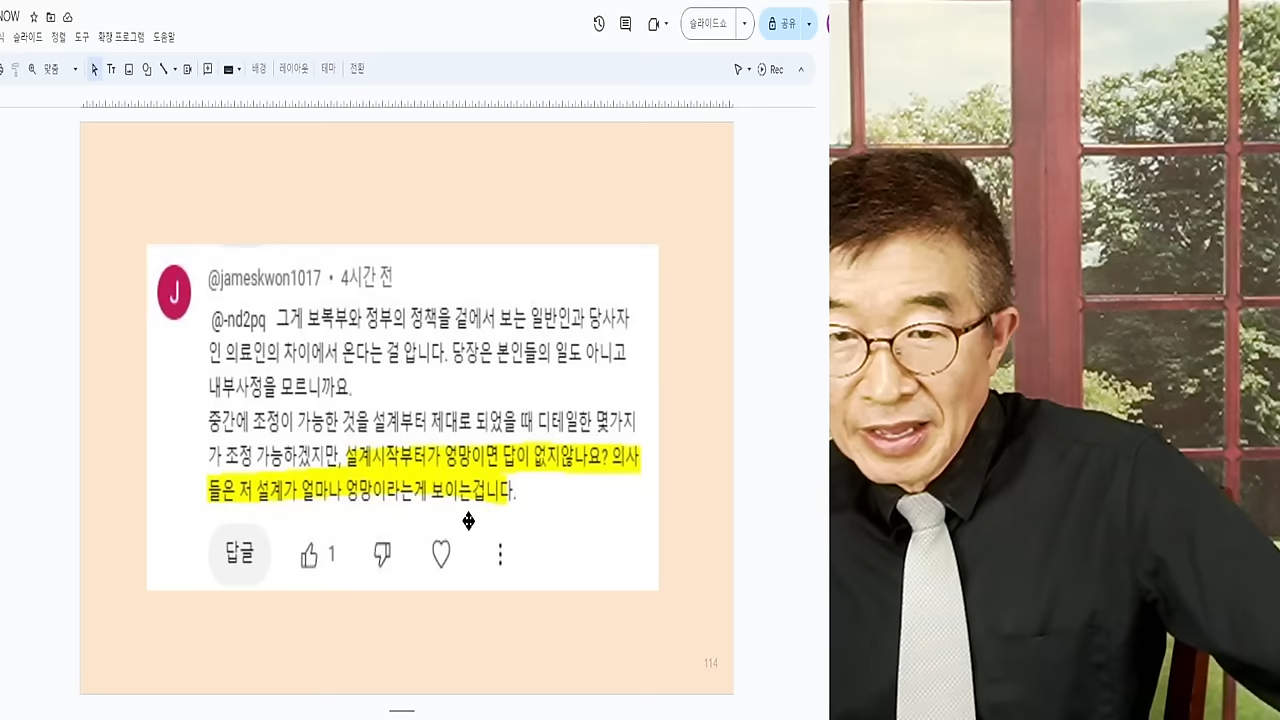 NOW
식 슬라이드 정렬 도구 확장 프로그램 도움말
슬라이드쇼
공유
맞춤
배경
레이아웃
테마
전환
Rec
J
@jameskwon1017 • 4시간 전
@-nd2pq 그게 보복부와 정부의 정책을 겉에서 보는 일반인과 당사자
인 의료인의 차이에서 온다는 걸 압니다. 당장은 본인들의 일도 아니고
내부사정을 모르니까요.
중간에 조정이 가능한 것을 설계부터 제대로 되었을 때 디테일한 몇가지
가 조정 가능하겠지만, 설계시작부터가 엉망이면 답이 없지않나요? 의사
들은 저 설계가 얼마나 엉망이라는게 보이는겁니다.
답글
1
114